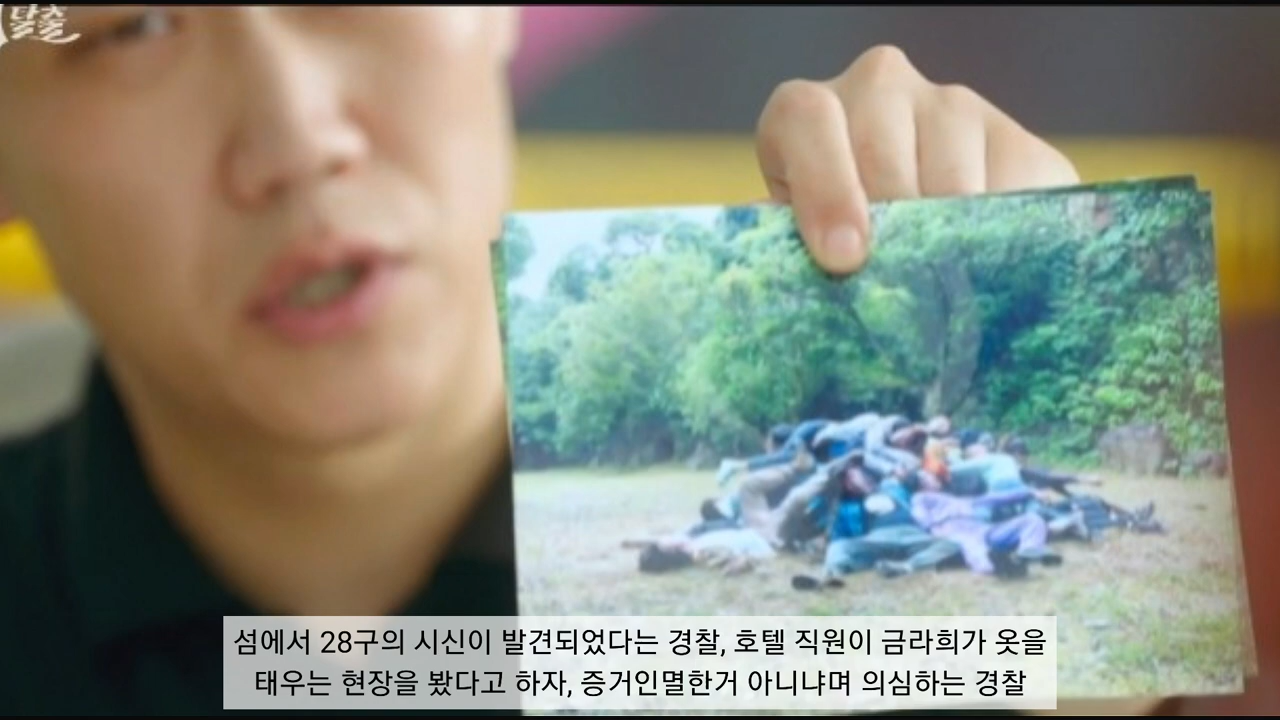 섬에서 28구의 시신이 발견되었다는 경찰, 호텔 직원이 금라희가 옷을
태우는 현장을 봤다고 하자, 증거인멸한거 아니냐며 의심하는 경찰